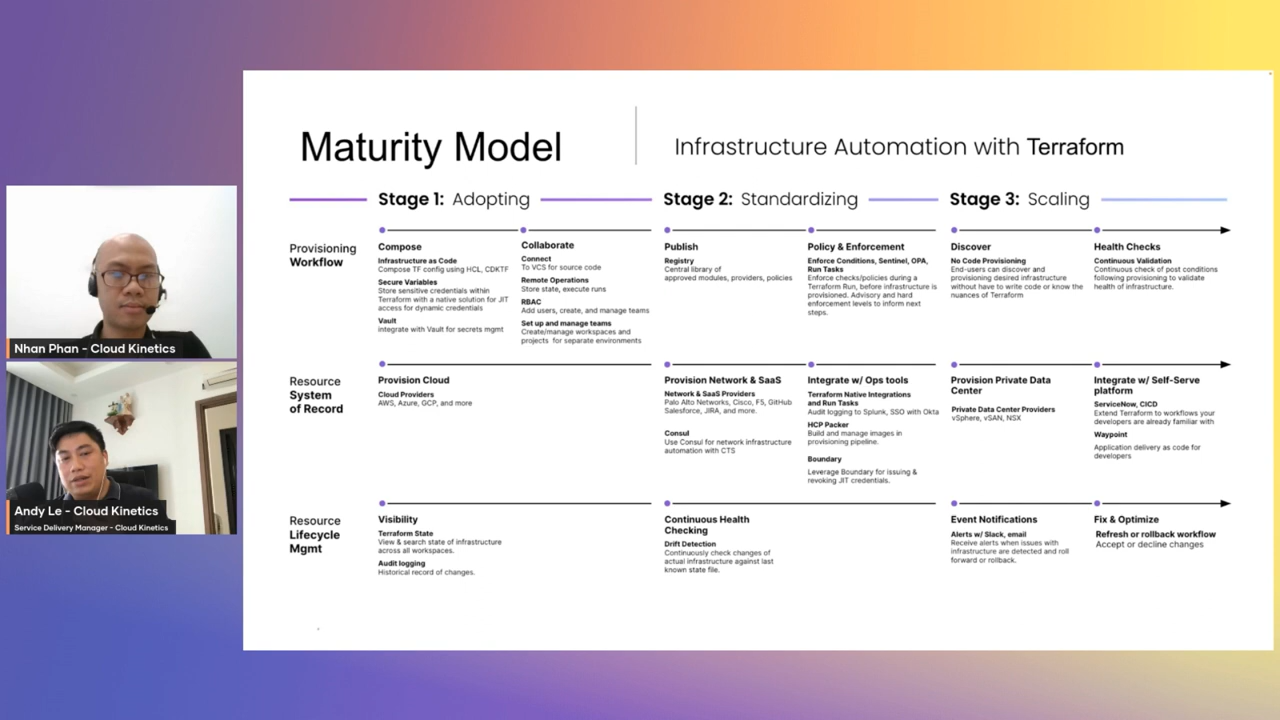 Maturity Model
Infrastructure Automation with Terraform
Stage 1: Adopting
Stage 2: Standardizing
Stage 3: Scaling
Provisioning
Workflow
Compose
Infrastructure as Code
Compose TF config using HCL, CDKTF
Secure Variables
Store sensitive credentials within
Terraform with a native solution for JIT
access for dynamic credentials
Vault
integrate with Vault for secrets mgmt
Collaborate
Connect
To VCS for source code
Remote Operations
Store state, execute runs
RBAC
Add users, create, and manage teams
Set up and manage teams
Create/manage workspaces and
projects for separate environments
Publish
Registry
Central library of
approved modules, providers, policies
Policy & Enforcement
Enforce Conditions, Sentinel, OPA,
Run Tasks
Enforce checks/policies during a
Terraform Run, before infrastructure is
provisioned. Advisory and hard
enforcement levels to inform next
steps.
Discover
No Code Provisioning
End-users can discover and
provisioning desired infrastructure
without have to write code or know the
nuances of Terraform
Health Checks
Continuous Validation
Continuous check of post conditions
following provisioning to validate
health of infrastructure.
Resource
System
of Record
Provision Cloud
Cloud Providers
AWS, Azure, GCP, and more
Provision Network & SaaS
Network & SaaS Providers
Palo Alto Networks, Cisco, F5, GitHub
Salesforce, JIRA, and more.
Consul
Use Consul for network infrastructure
automation with CTS
Integrate w/ Ops tools
Terraform Native Integrations
and Run Tasks
Audit logging to Splunk, SSO with Okta
HCP Packer
Build and manage images in
provisioning pipeline.
Boundary
Leverage Boundary for issuing &
revoking JIT credentials.
Provision Private Data
Center
Private Data Center Providers
vSphere, vSAN, NSX
Integrate w/ Self-Serve
platform
ServiceNow, CICD
Extend Terraform to workflows your
developers are already familiar with
Waypoint
Application delivery as code for
developers
Resource
Lifecycle
Mgmt
Visibility
Terraform State
View & search state of infrastructure
across all workspaces.
Audit logging
Historical record of changes.
Continuous Health
Checking
Drift Detection
Continuously check changes of
actual infrastructure against last
known state file.
Event Notifications
Alerts w/ Slack, email
Receive alerts when issues with
infrastructure are detected and roll
forward or rollback.
Fix & Optimize
Refresh or rollback workflow
Accept or decline changes
Nhan Phan - Cloud Kinetics
Andy Le - Cloud Kinetics
Service Delivery Manager - Cloud Kinetics